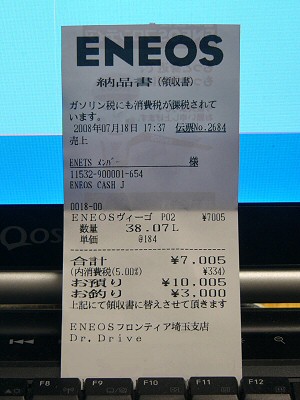 ENEOS
納品書(領収書)
ガソリン税にも消費税が課税されて
います。
2008年07月18日 17:37 伝票No.2684
売上
ENETS ﾒﾝﾊﾞｰ 様
11532-900001-654
ENEOS CASH J
0018-00
ENEOSヴィーゴ P02 ¥7005
数量 38.07L
単価 @184
合計 ¥7,005
(内消費税(5.00%) ¥334)
お預り ¥10,005
お釣り ¥3,000
上記にて領収書に替えさせて頂きます
ENEOSフロンティア埼玉支店
Dr.Drive
Qos
F8 F9 F10 F11 F12